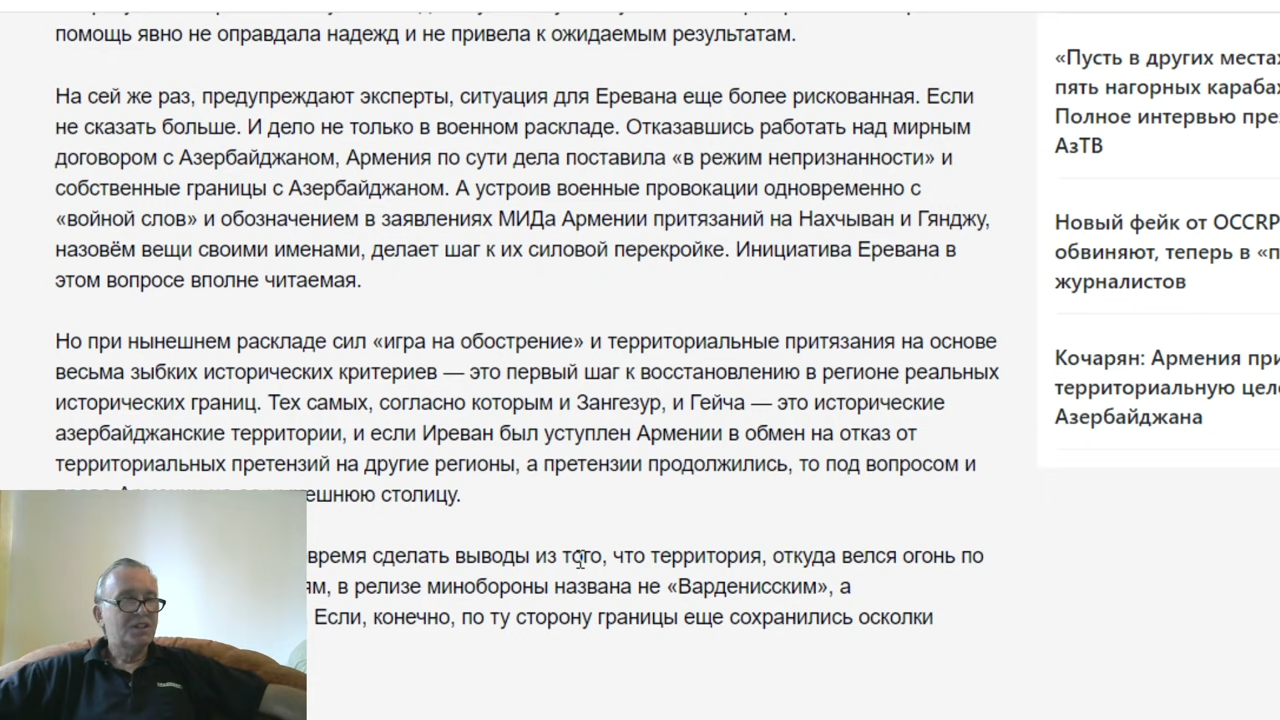 помощь явно не оправдала надежд и не привела к ожидаемым результатам.
На сей же раз, предупреждают эксперты, ситуация для Еревана еще более рискованная. Если
не сказать больше. И дело не только в военном раскладе. Отказавшись работать над мирным
договором с Азербайджаном, Армения по сути дела поставила «в режим непризнанности» и
собственные границы с Азербайджаном. А устроив военные провокации одновременно с
«войной слов» и обозначением в заявлениях МИДа Армении притязаний на Нахчыван и Гянджу,
назовём вещи своими именами, делает шаг к их силовой перекройке. Инициатива Еревана в
этом вопросе вполне читаемая.
Но при нынешнем раскладе сил «игра на обострение» и территориальные притязания на основе
весьма зыбких исторических критериев — это первый шаг к восстановлению в регионе реальных
исторических границ. Тех самых, согласно которым и Зангезур, и Гейча — это исторические
азербайджанские территории, и если Иреван был уступлен Армении в обмен на отказ от
территориальных претензий на другие регионы, а претензии продолжились, то под вопросом и
столицу.
время сделать выводы из того, что территория, откуда велся огонь по
в релизе минобороны названа не «Варденисским», а
Если, конечно, по ту сторону границы еще сохранились осколки
«Пусть в других места
пять нагорных караба
Полное интервью пре
АзТВ
Новый фейк от OCCRP
обвиняют, теперь в «п
журналистов
Кочарян: Армения при
территориальную цел
Азербайджана